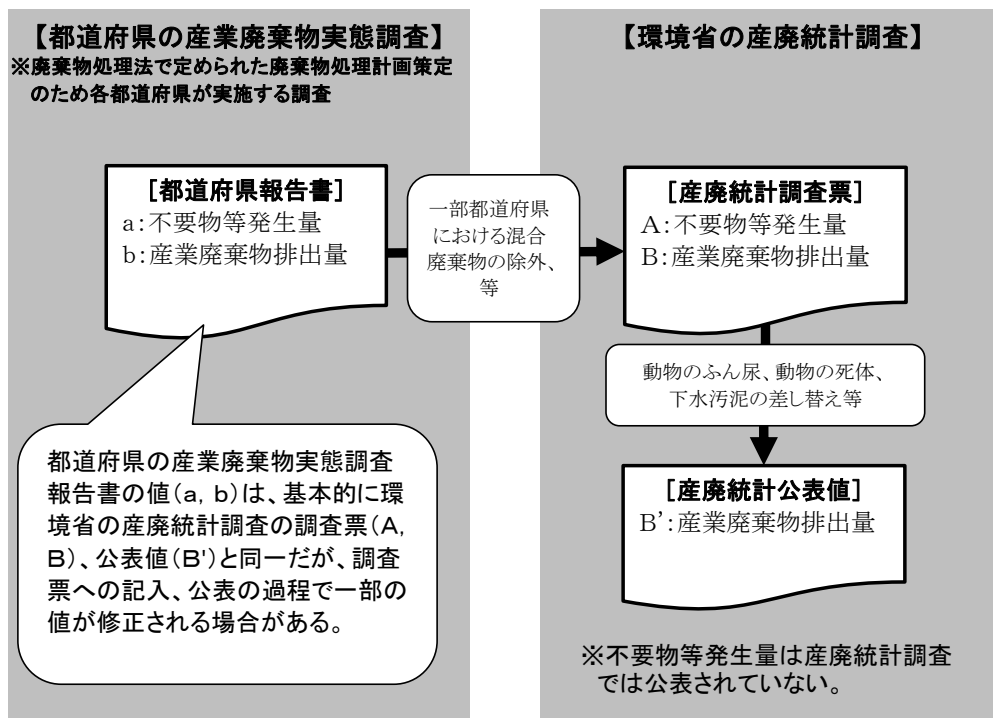 【都道府県の産業廃棄物実態調査】
※廃棄物処理法で定められた廃棄物処理計画策定
のため各都道府県が実施する調査
[都道府県報告書]
a:不要物等発生量
b:産業廃棄物排出量
一部都道府県
における混合
廃棄物の除外、
等
【環境省の産廃統計調査】
[産廃統計調査票]
A:不要物等発生量
B:産業廃棄物排出量
動物のふん尿、動物の死体、
下水汚泥の差し替え等
[産廃統計公表値]
B’:産業廃棄物排出量
都道府県の産業廃棄物実態調査
報告書の値(a, b)は、基本的に環
境省の産廃統計調査の調査票(A,
B)、公表値(B')と同一だが、調査
票への記入、公表の過程で一部の
値が修正される場合がある。
※不要物等発生量は産廃統計調査
では公表されていない。